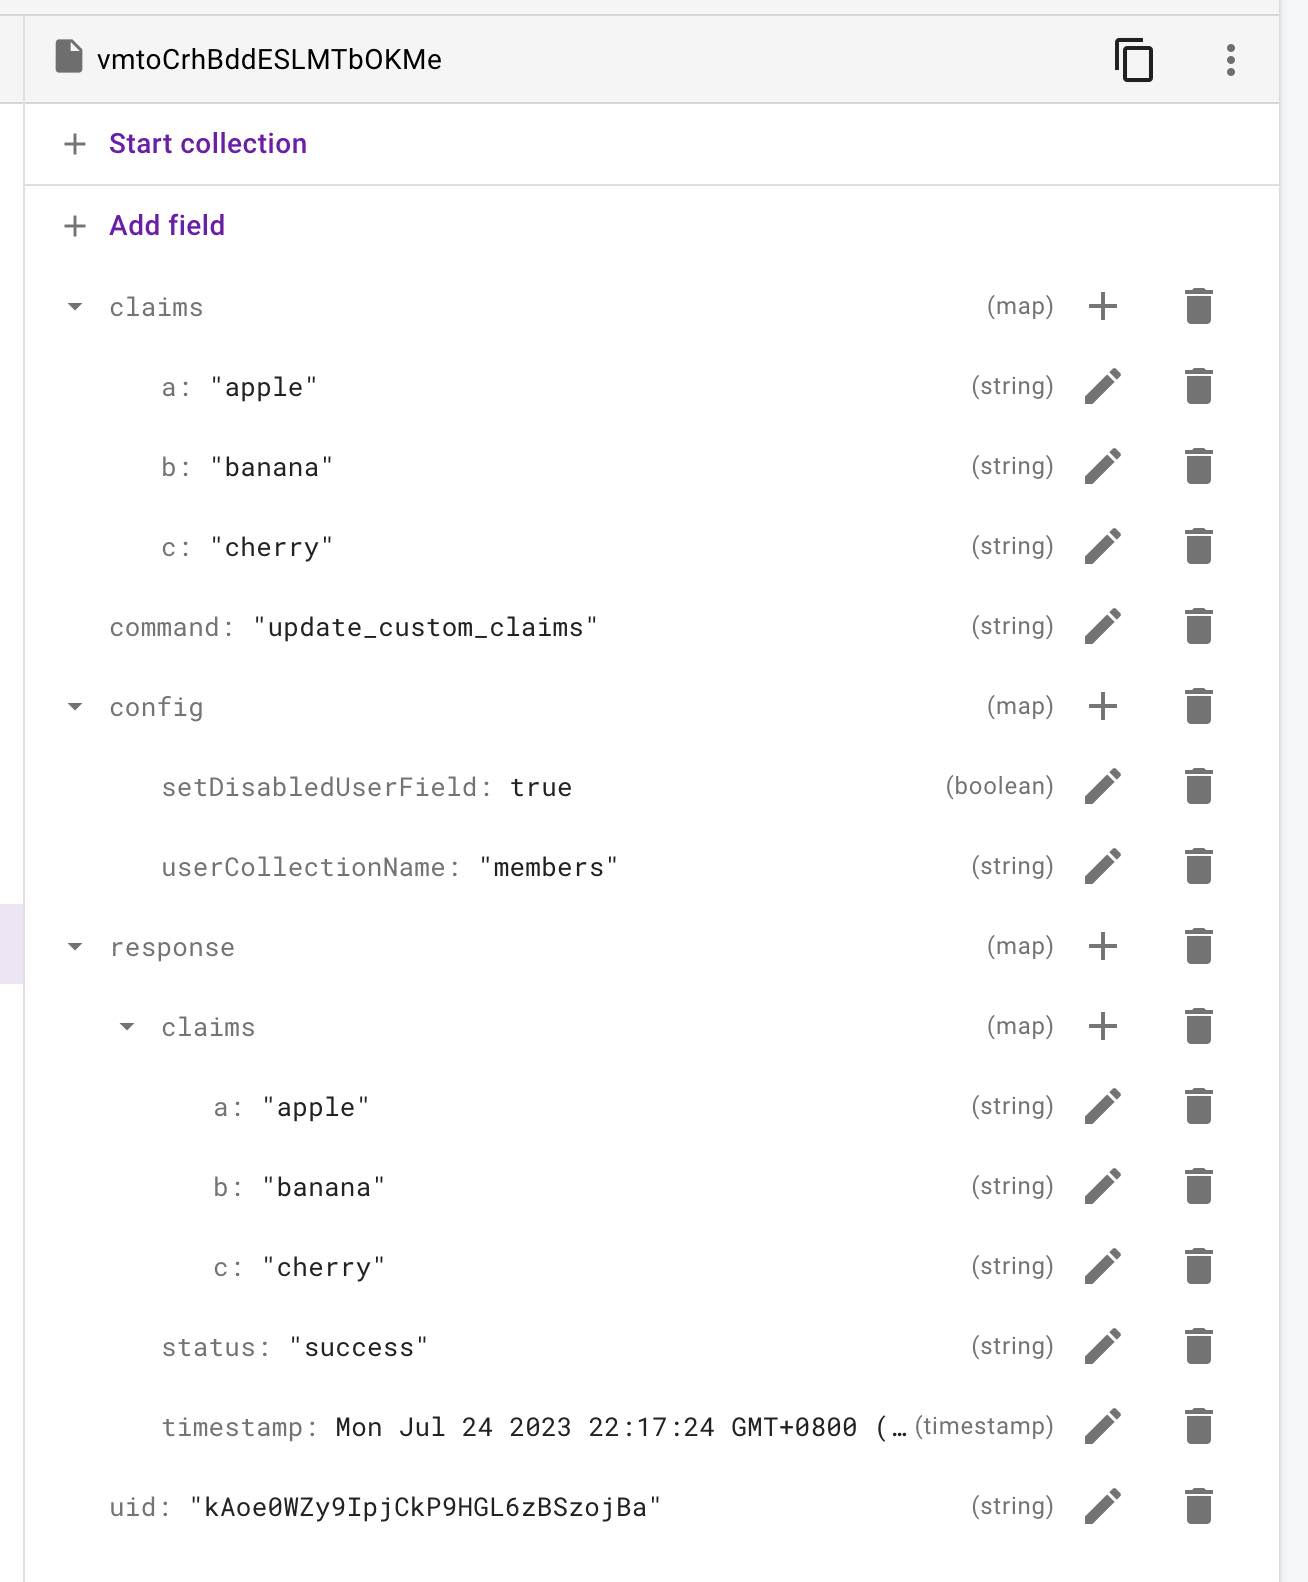 vmtoCrhBddESLMTbOKMe
Start collection
Add field
claims (map)
a: "apple" (string)
b: "banana" (string)
c: "cherry" (string)
command: "update_custom_claims" (string)
config (map)
setDisabledUserField: true (boolean)
userCollectionName: "members" (string)
response (map)
claims (map)
a: "apple" (string)
b: "banana" (string)
c: "cherry" (string)
status: "success" (string)
timestamp: Mon Jul 24 2023 22:17:24 GMT+0800 (… (timestamp)
uid: "kAoe0WZy9IpjCkP9HGL6zBSzojBa" (string)